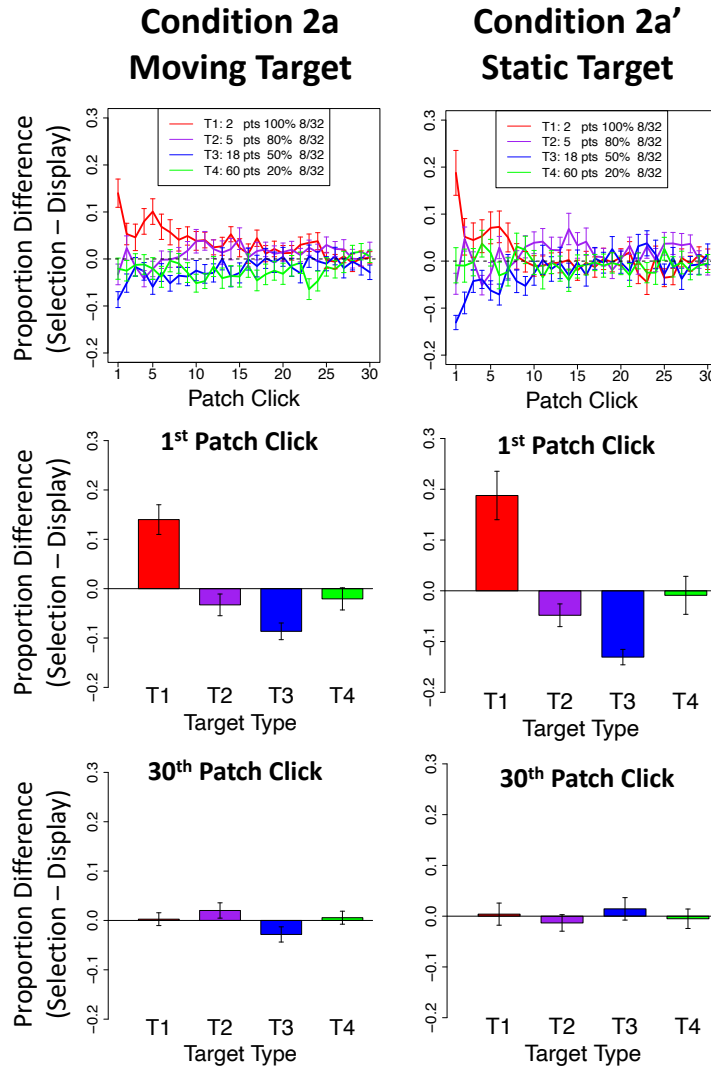 Condition 2a
Moving Target
Condition 2a’
Static Target
Proportion Difference
(Selection – Display)
0.3
0.2
0.1
0.0
−0.1
−0.2
T1: 2 pts 100% 8/32
T2: 5 pts 80% 8/32
T3: 18 pts 50% 8/32
T4: 60 pts 20% 8/32
1 5 10 15 20 25 30
Patch Click
0.3
0.2
0.1
0.0
−0.1
−0.2
T1: 2 pts 100% 8/32
T2: 5 pts 80% 8/32
T3: 18 pts 50% 8/32
T4: 60 pts 20% 8/32
1 5 10 15 20 25 30
Patch Click
Proportion Difference
(Selection – Display)
1st Patch Click
0.3
0.2
0.1
0.0
−0.1
−0.2
T1 T2 T3 T4
Target Type
1st Patch Click
0.3
0.2
0.1
0.0
−0.1
−0.2
T1 T2 T3 T4
Target Type
Proportion Difference
(Selection – Display)
30th Patch Click
0.3
0.2
0.1
0.0
−0.1
−0.2
T1 T2 T3 T4
Target Type
30th Patch Click
0.3
0.2
0.1
0.0
−0.1
−0.2
T1 T2 T3 T4
Target Type